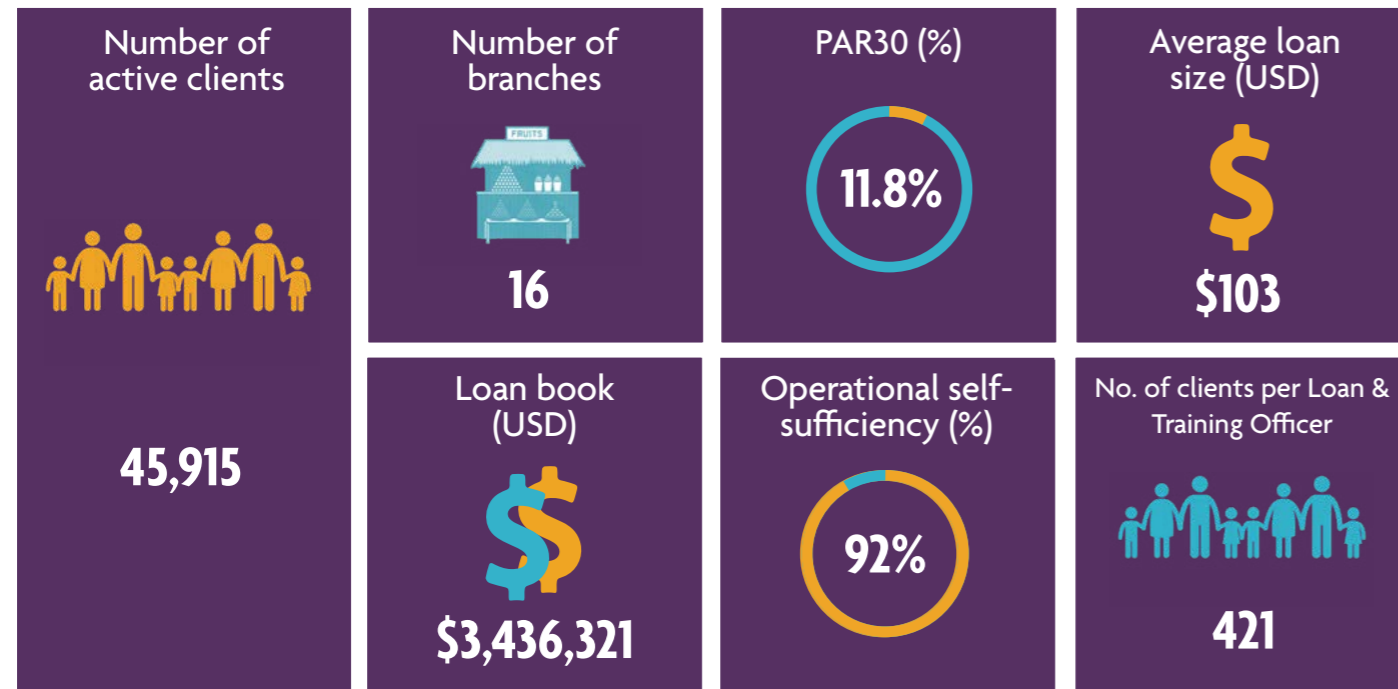 Number of
active clients
45,915
Number of
branches
FRUITS
16
PAR30 (%)
11.8%
Average loan
size (USD)
$
$103
Loan book
(USD)
$$
$3,436,321
Operational self-
sufficiency (%)
92%
No. of clients per Loan &
Training Officer
421